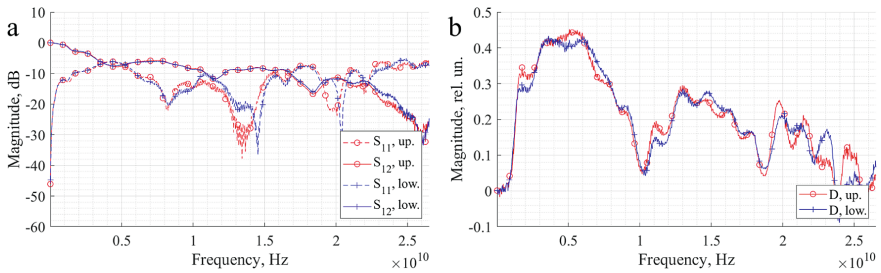 a
Magnitude, dB
10
0
-10
-20
-30
-40
-50
-60
0.5
1
1.5
2
2.5
×10^10
Frequency, Hz
S11, up.
S12, up.
S11, low.
S12, low.
b
Magnitude, rel. un.
0.5
0.4
0.3
0.2
0.1
0
-0.1
0.5
1
1.5
2
2.5
×10^10
Frequency, Hz
D, up.
D, low.